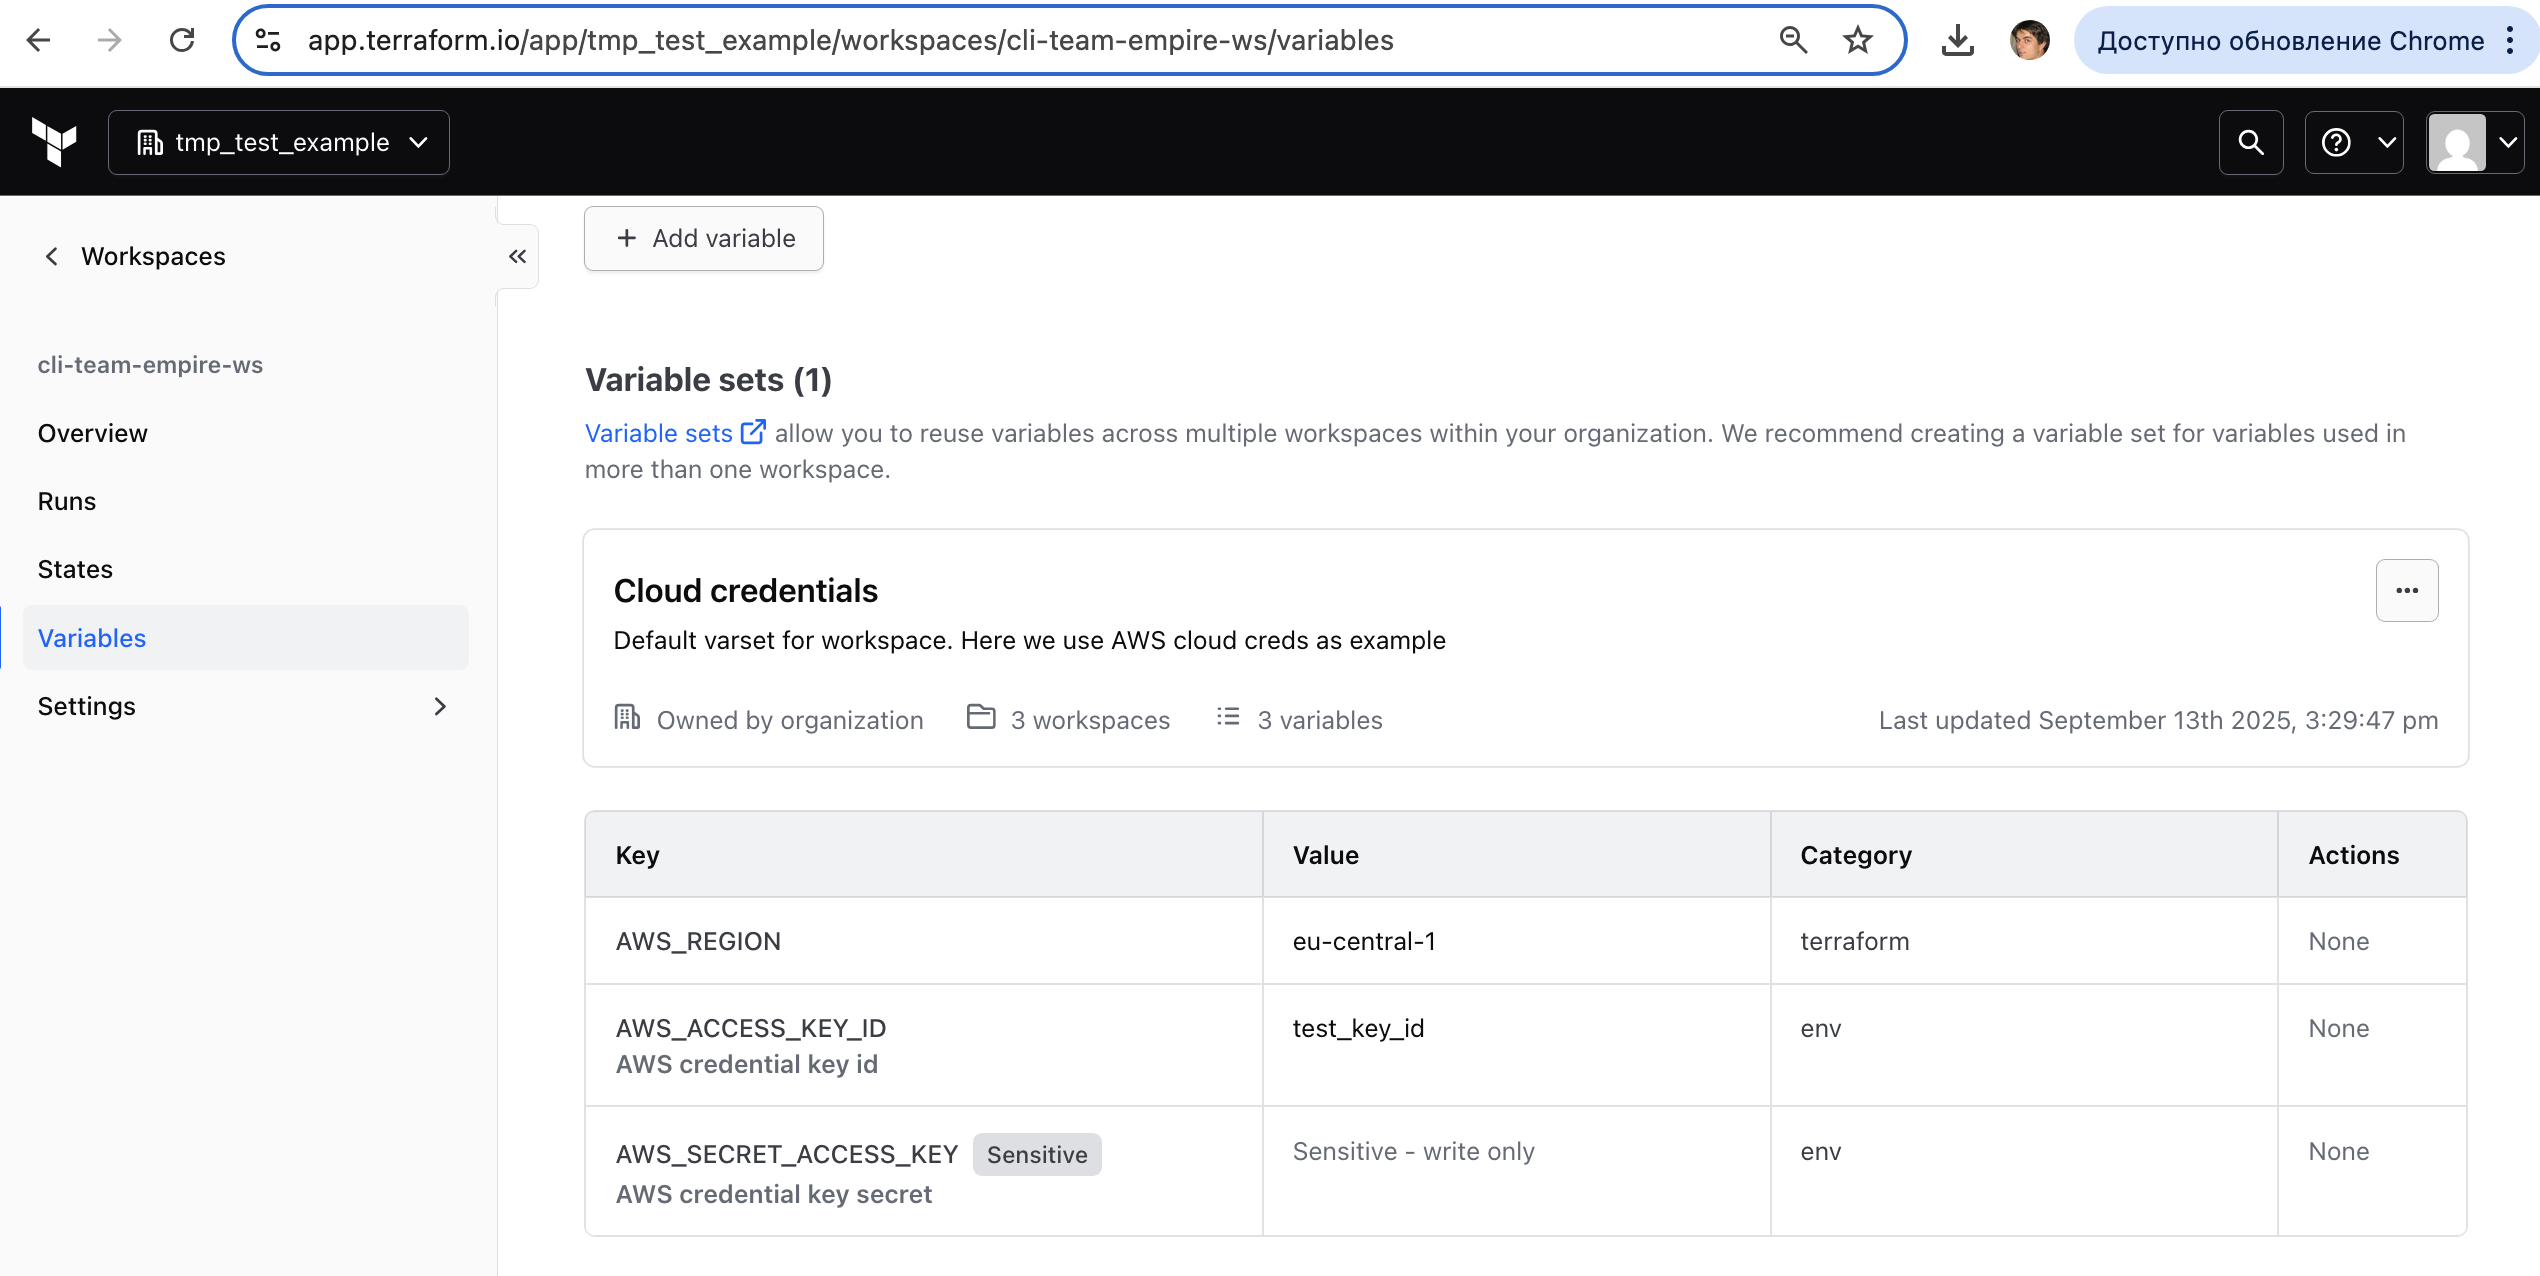 app.terraform.io/app/tmp_test_example/workspaces/cli-team-empire-ws/variables
Доступно обновление Chrome
tmp_test_example
Workspaces
cli-team-empire-ws
Overview
Runs
States
Variables
Settings
+ Add variable
Variable sets (1)
Variable sets allow you to reuse variables across multiple workspaces within your organization. We recommend creating a variable set for variables used in
more than one workspace.
Cloud credentials
Default varset for workspace. Here we use AWS cloud creds as example
Owned by organization 3 workspaces 3 variables Last updated September 13th 2025, 3:29:47 pm
Key Value Category Actions
AWS_REGION eu-central-1 terraform None
AWS_ACCESS_KEY_ID test_key_id env None
AWS credential key id
AWS_SECRET_ACCESS_KEY Sensitive Sensitive - write only env None
AWS credential key secret